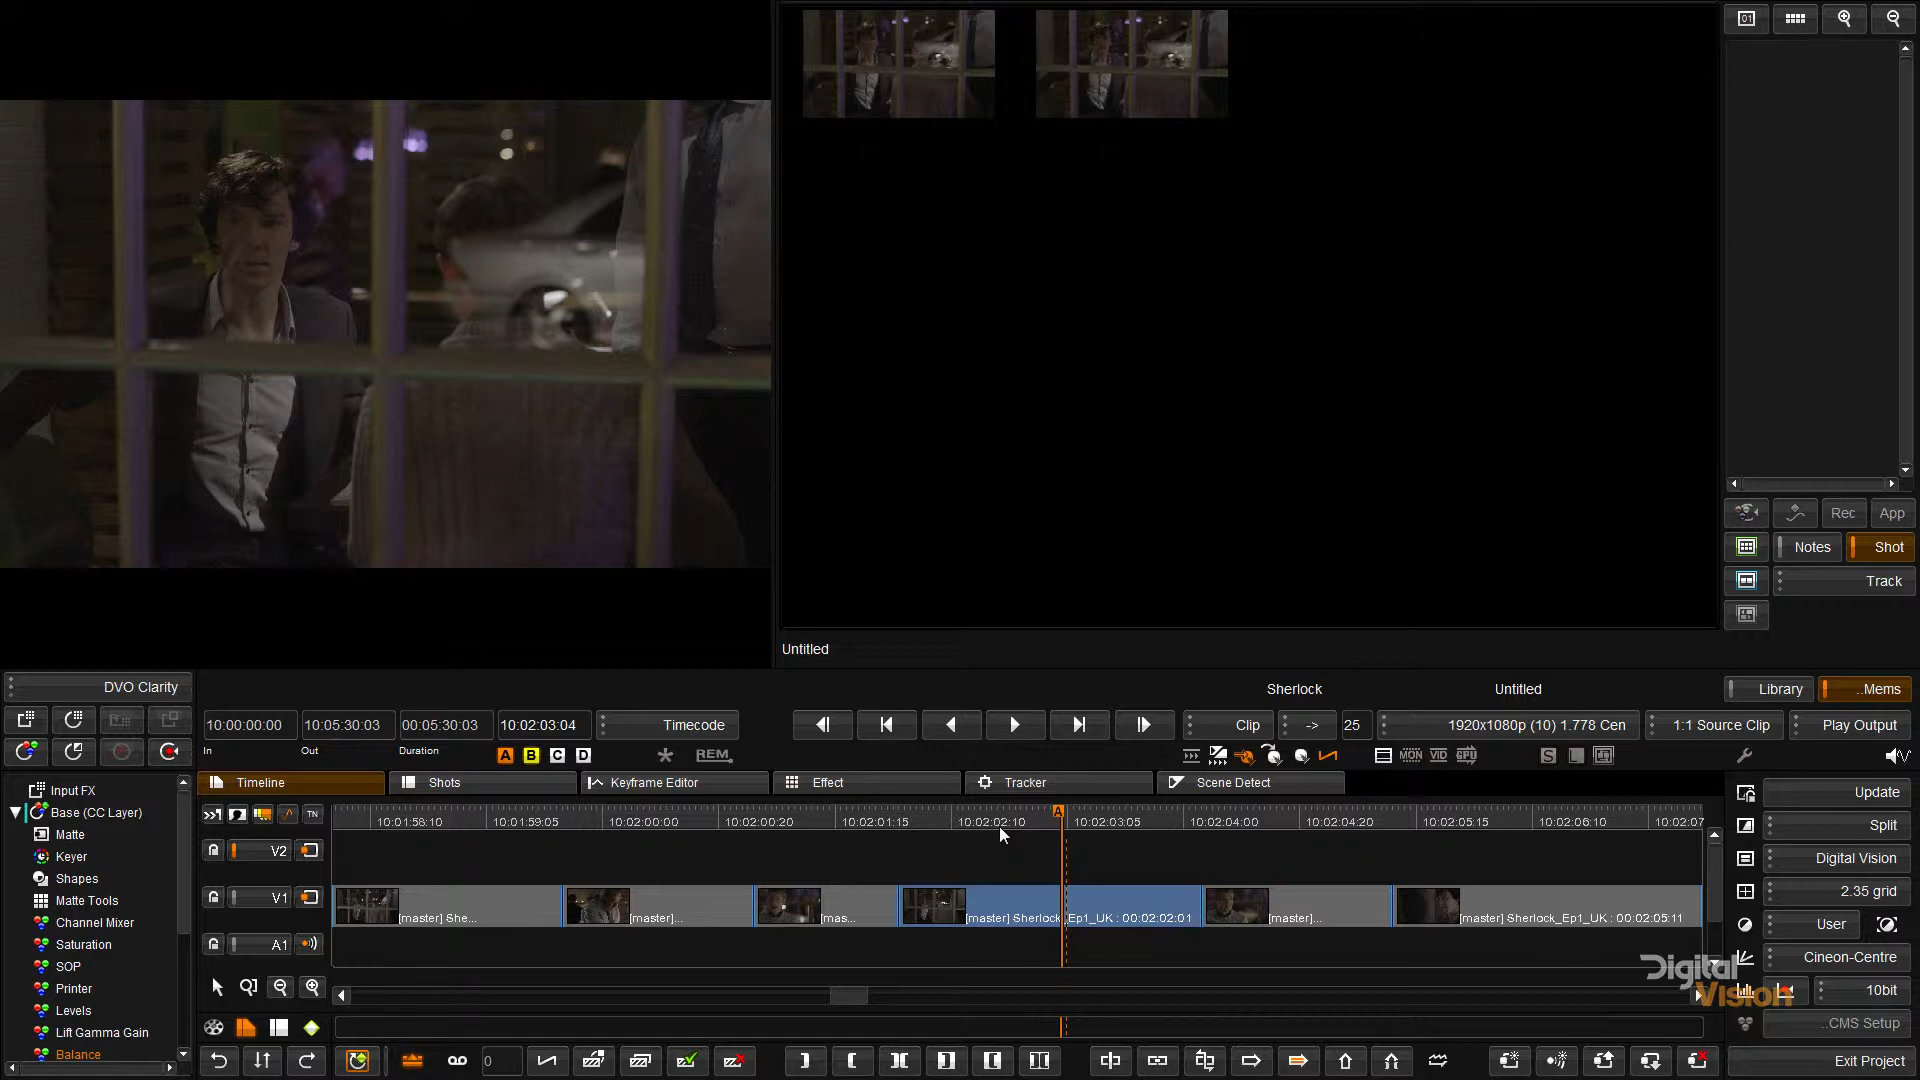 01
Rec
App
Notes
Shot
Track
Untitled
DVO Clarity
Sherlock
Untitled
Library
..Mems
10:00:00:00
10:05:30:03
00:05:30:03
10:02:03:04
Timecode
Clip
->
25
1920x1080p (10) 1.778 Cen
1:1 Source Clip
Play Output
In
Out
Duration
A
B
C
D
REM
MON
VID
GPU
S
L
Timeline
Shots
Keyframe Editor
Effect
Tracker
Scene Detect
Input FX
Base (CC Layer)
Matte
Keyer
Shapes
Matte Tools
Channel Mixer
Saturation
SOP
Printer
Levels
Lift Gamma Gain
Balance
TN
A
10:01:58:10
10:01:59:05
10:02:00:00
10:02:00:20
10:02:01:15
10:02:02:10
10:02:03:05
10:02:04:00
10:02:04:20
10:02:05:15
10:02:06:10
10:02:07
V2
V1
[master] She...
[master]...
[mas...
[master] Sherlock_Ep1_UK : 00:02:02:01
[master]...
[master] Sherlock_Ep1_UK : 00:02:05:11
A1
0
Update
Split
Digital Vision
2.35 grid
User
Cineon-Centre
10bit
..CMS Setup
Exit Project
Digital
Vision